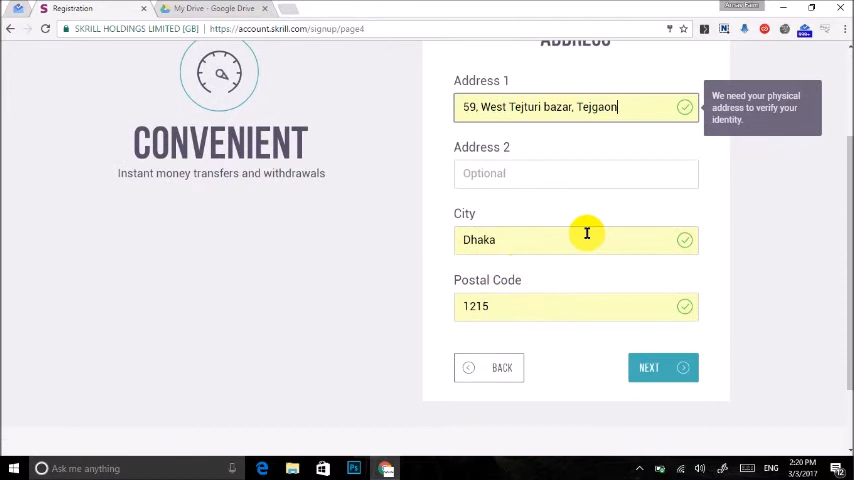 Registration
My Drive - Google Drive
SKRILL HOLDINGS LIMITED [GB]
https://account.skrill.com/signup/page4
999+
ADDRESS
Address 1
59, West Tejturi bazar, Tejgaon
We need your physical
address to verify your
identity.
CONVENIENT
Instant money transfers and withdrawals
Address 2
Optional
City
Dhaka
Postal Code
1215
BACK
NEXT
Ask me anything
ENG
2:20 PM
3/3/2017
12